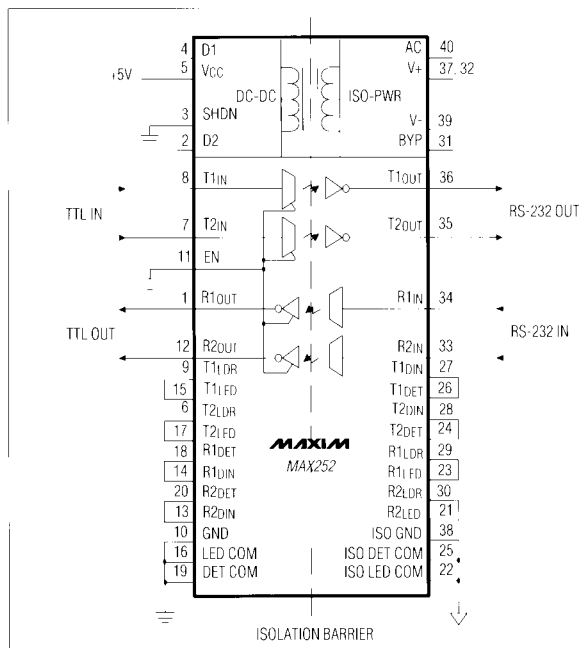 4 D1 AC 40
5 VCC V+ 37, 32
+5V
DC-DC ISO-PWR
3 SHDN V- 39
2 D2 BYP 31
8 T1IN T1OUT 36
TTL IN RS-232 OUT
7 T2IN T2OUT 35
11 EN
1 R1OUT R1IN 34
TTL OUT RS-232 IN
12 R2OUT R2IN 33
9 T1LDR T1DIN 27
15 T1LED T1DET 26
6 T2LDR T2DIN 28
17 T2LED T2DET 24
18 R1DET R1LDR 29
14 R1DIN R1LED 23
20 R2DET R2LDR 30
13 R2DIN R2LED 21
MAXIM
MAX252
10 GND ISO GND 38
16 LED COM ISO DET COM 25
19 DET COM ISO LED COM 22
ISOLATION BARRIER